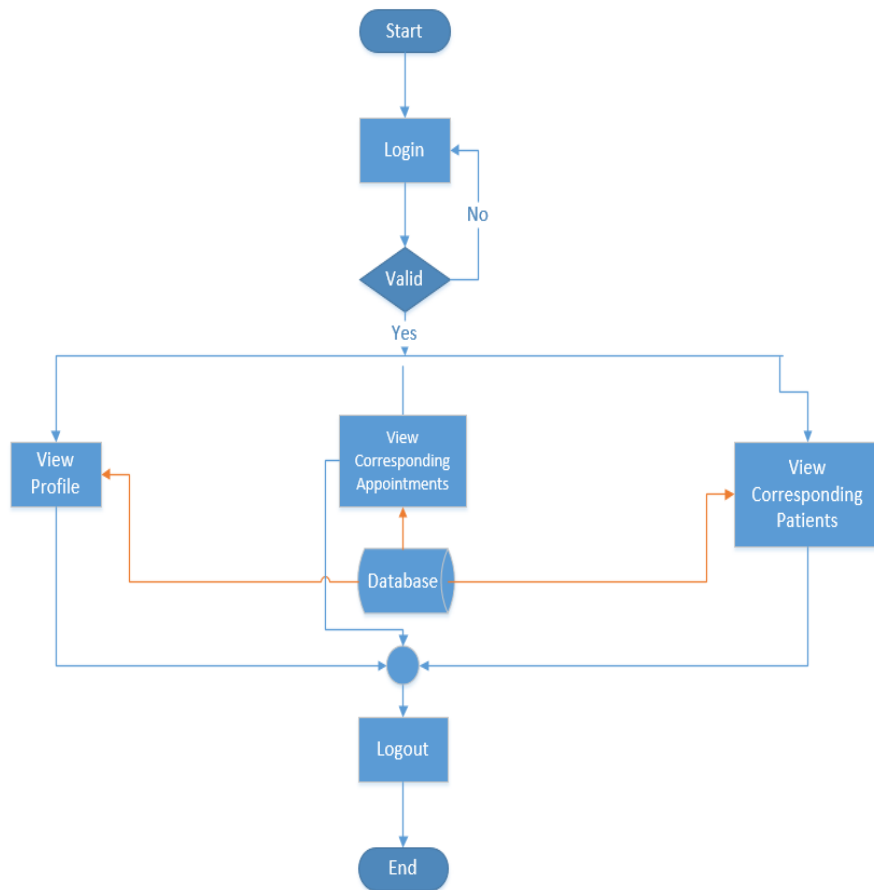 Start
Login
No
Valid
Yes
View
Profile
View
Corresponding
Appointments
View
Corresponding
Patients
Database
Logout
End